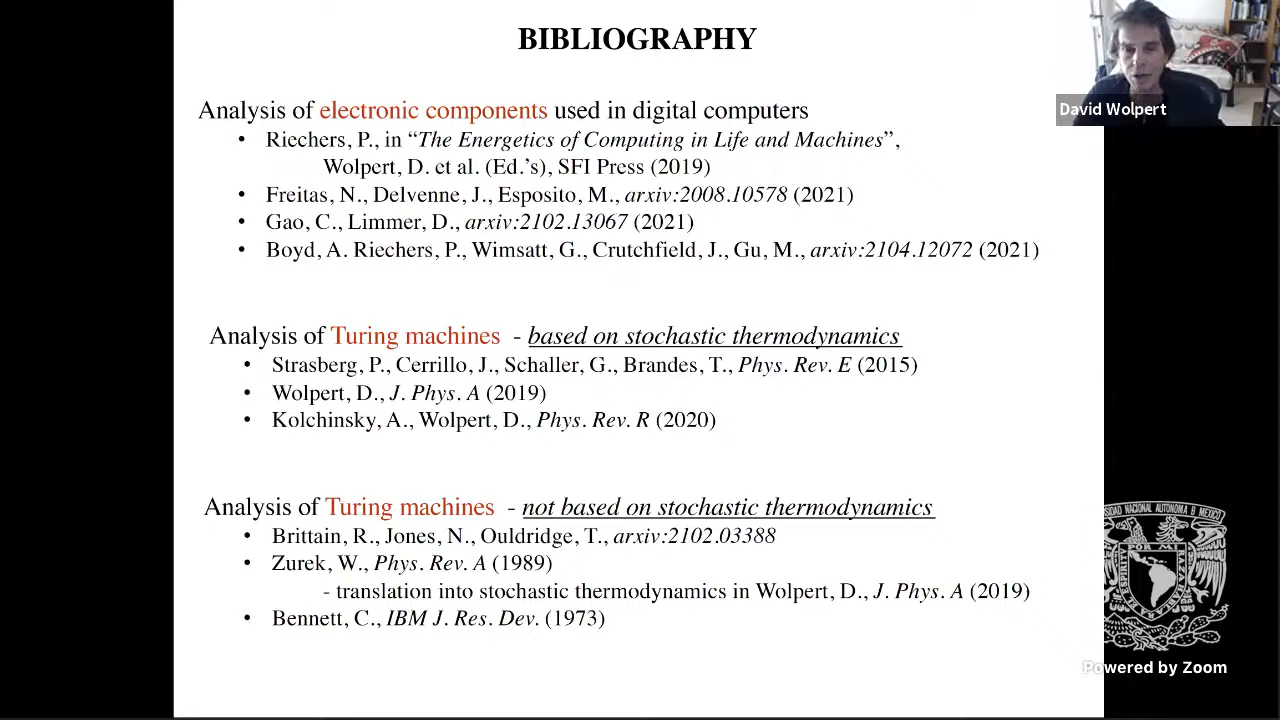 BIBLIOGRAPHY
David Wolpert
Analysis of electronic components used in digital computers
• Riechers, P., in “The Energetics of Computing in Life and Machines”,
Wolpert, D. et al. (Ed.’s), SFI Press (2019)
• Freitas, N., Delvenne, J., Esposito, M., arxiv:2008.10578 (2021)
• Gao, C., Limmer, D., arxiv:2102.13067 (2021)
• Boyd, A. Riechers, P., Wimsatt, G., Crutchfield, J., Gu, M., arxiv:2104.12072 (2021)
Analysis of Turing machines - based on stochastic thermodynamics
• Strasberg, P., Cerrillo, J., Schaller, G., Brandes, T., Phys. Rev. E (2015)
• Wolpert, D., J. Phys. A (2019)
• Kolchinsky, A., Wolpert, D., Phys. Rev. R (2020)
Analysis of Turing machines - not based on stochastic thermodynamics
• Brittain, R., Jones, N., Ouldridge, T., arxiv:2102.03388
• Zurek, W., Phys. Rev. A (1989)
- translation into stochastic thermodynamics in Wolpert, D., J. Phys. A (2019)
• Bennett, C., IBM J. Res. Dev. (1973)
NACIONAL AUTONOMA
POR MI
ESPIRITU
Powered by Zoom